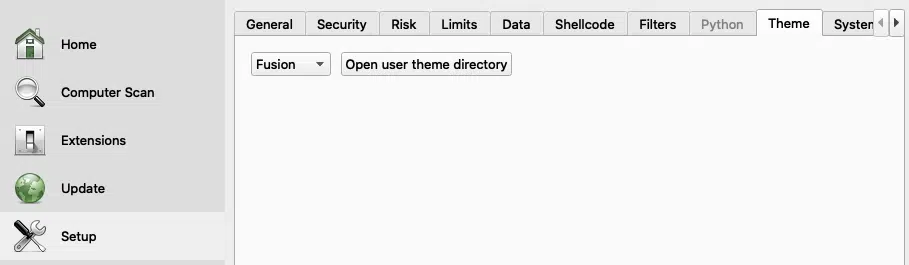 General Security Risk Limits Data Shellcode Filters Python Theme System
Home
Fusion Open user theme directory
Computer Scan
Extensions
Update
Setup